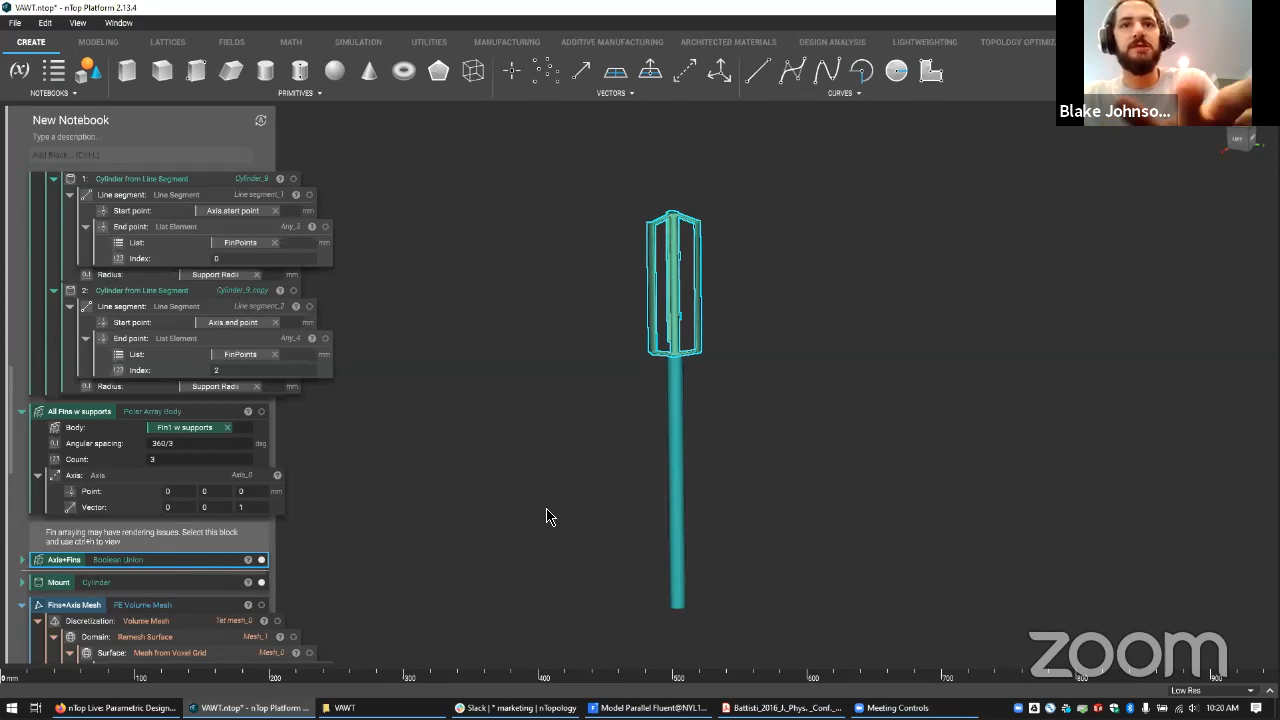 VAWT.ntop* - nTop Platform 2.13.4
File Edit View Window
CREATE MODELING LATTICES FIELDS MATH SIMULATION UTILITIES MANUFACTURING ADDITIVE MANUFACTURING ARCHITECTED MATERIALS DESIGN ANALYSIS LIGHTWEIGHTING TOPOLOGY OPTIMIZ
NOTEBOOKS PRIMITIVES VECTORS CURVES
Blake Johnso...
New Notebook
Type a description...
Add Block... (Ctrl+L)
LEFT
1: Cylinder from Line Segment Cylinder_9
Line segment: Line Segment Line segment_1
Start point: Axis.start point mm
End point: List Element Any_3
List: FinPoints mm
Index: 0
Radius: Support Radii mm
2: Cylinder from Line Segment Cylinder_9_copy
Line segment: Line Segment Line segment_2
Start point: Axis.end point mm
End point: List Element Any_4
List: FinPoints mm
Index: 2
Radius: Support Radii mm
All Fins w supports Polar Array Body
Body: Fin1 w supports
Angular spacing: 360/3 deg
Count: 3
Axis: Axis Axis_0
Point: 0 0 0 mm
Vector: 0 0 1
Fin arraying may have rendering issues. Select this block
and use ctrl+h to view
Axis+Fins Boolean Union
Mount Cylinder
Fins+Axis Mesh FE Volume Mesh
Discretization: Volume Mesh Tet mesh_0
Domain: Remesh Surface Mesh_1
Surface: Mesh from Voxel Grid Mesh_0
zoom
0 mm 100 200 300 400 500 600 700 800 900
Low Res
nTop Live: Parametric Design... VAWT.ntop* - nTop Platform ... VAWT Slack | * marketing | nTopology Model Parallel Fluent@NYL1... Battisti_2016_J._Phys._._Conf._... Meeting Controls 10:20 AM